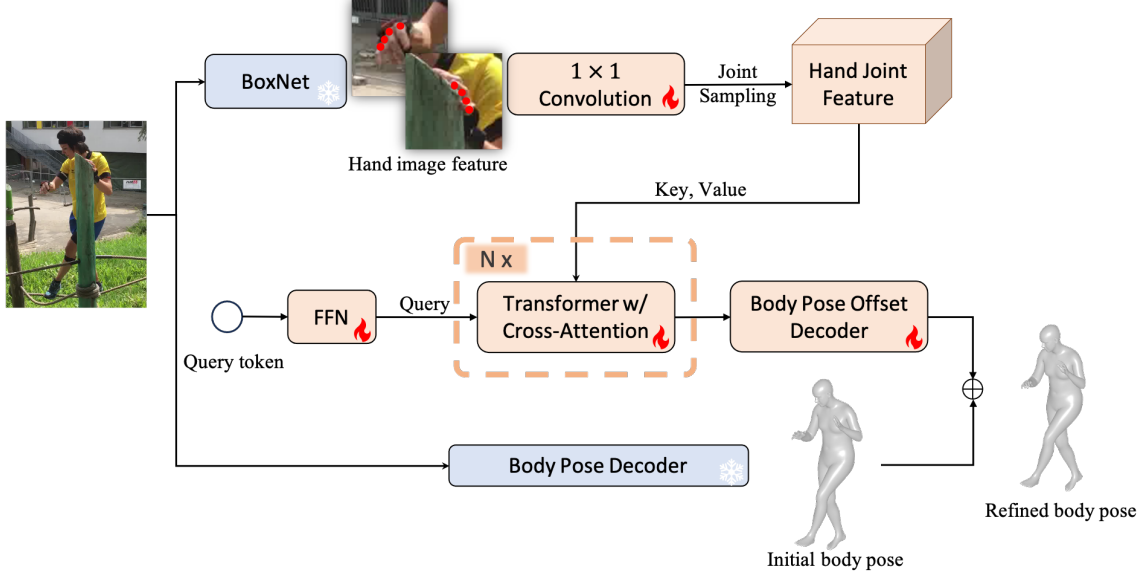 BoxNet
Hand image feature
1 × 1
Convolution
Joint
Sampling
Hand Joint
Feature
Key, Value
N x
Query token
FFN
Query
Transformer w/
Cross-Attention
Body Pose Offset
Decoder
Body Pose Decoder
Initial body pose
Refined body pose